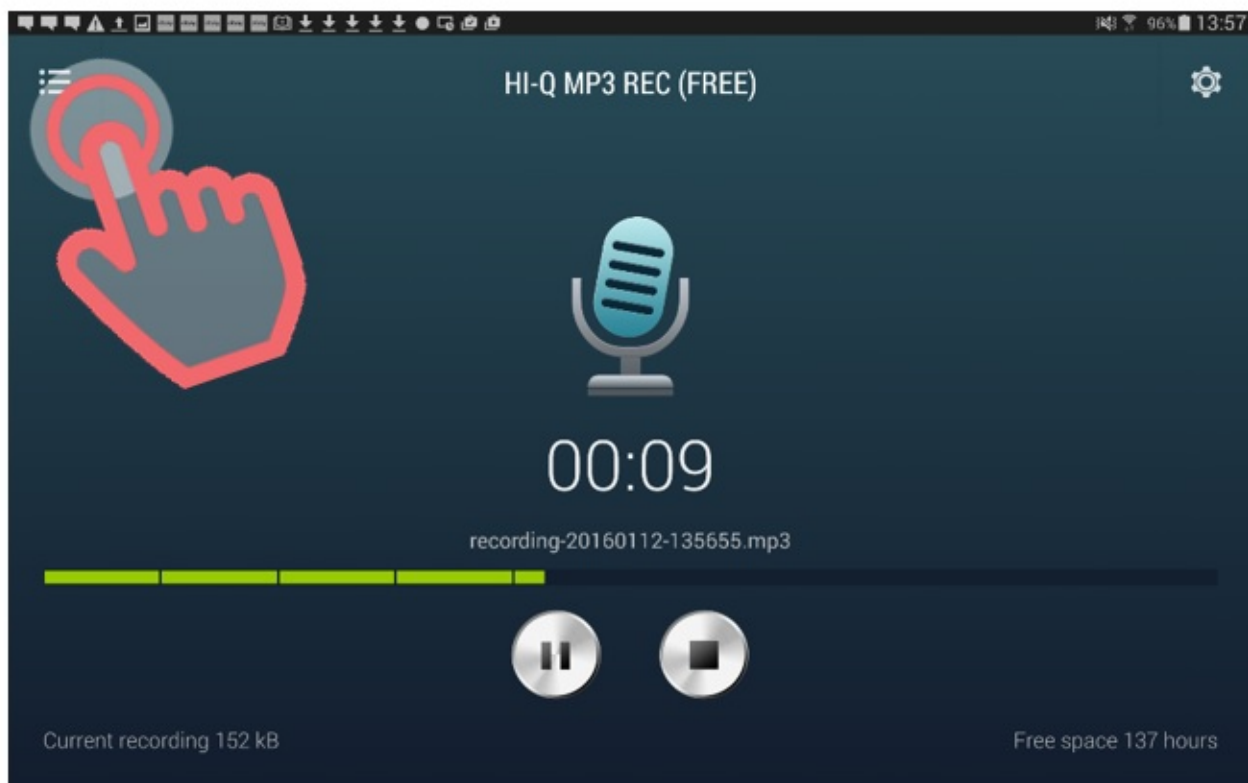 96% 13:57
HI-Q MP3 REC (FREE)
00:09
recording-20160112-135655.mp3
Current recording 152 kB
Free space 137 hours